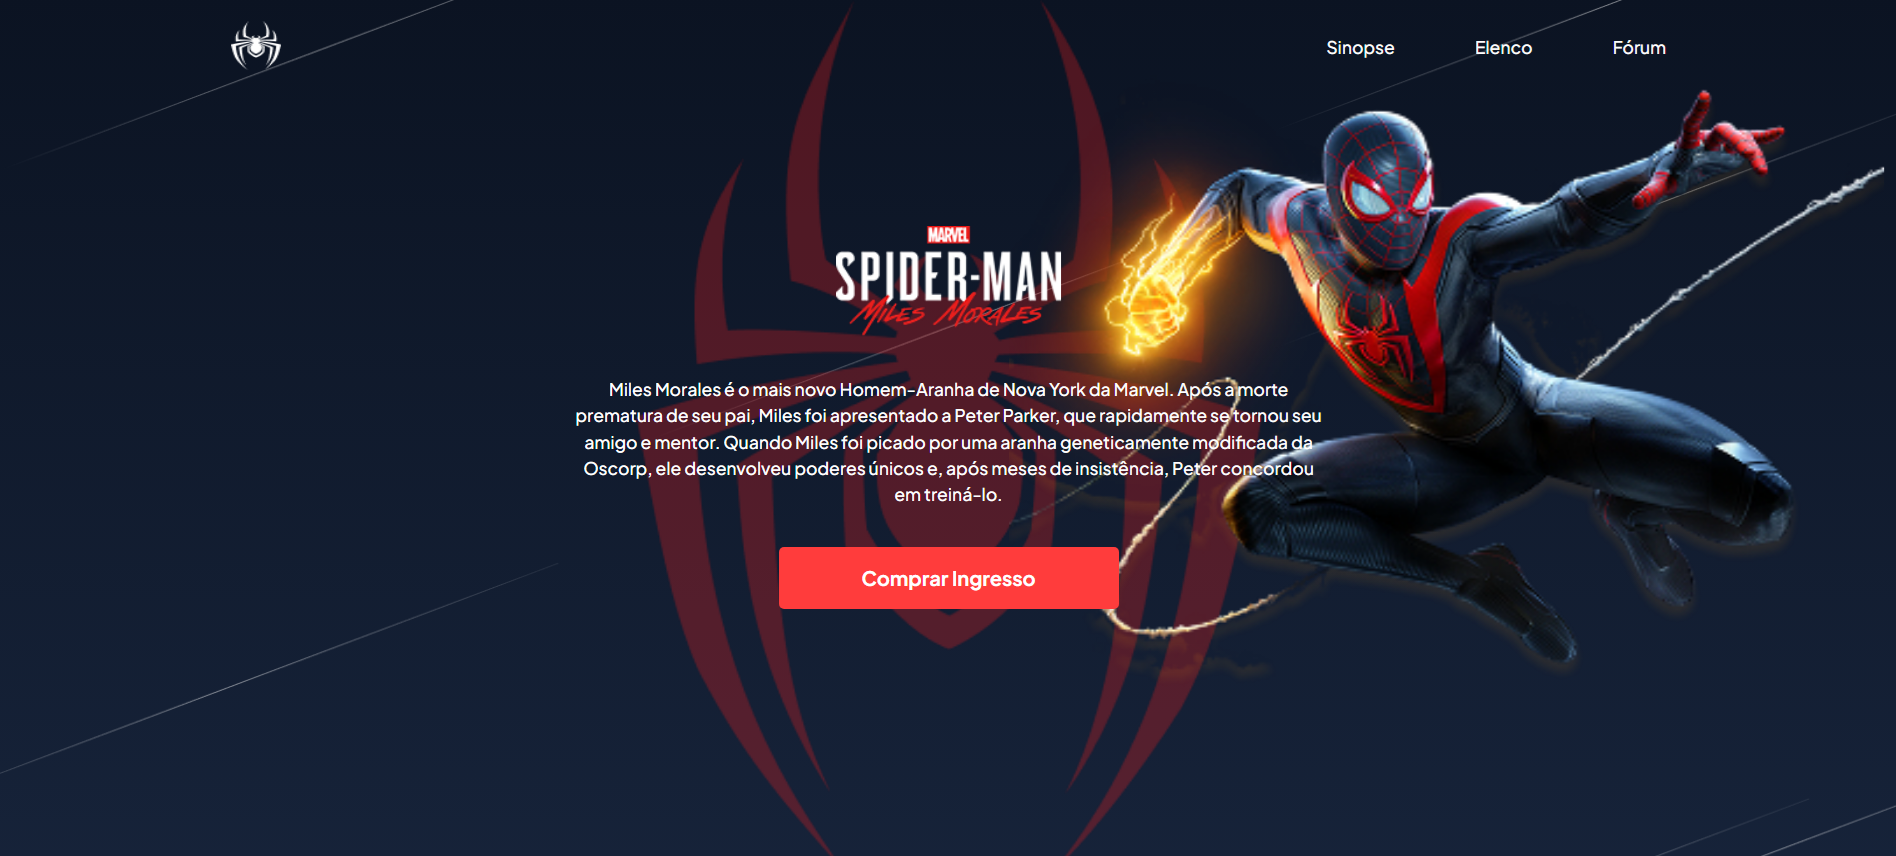 Sinopse Elenco Fórum
MARVEL
SPIDER-MAN
MILES MORALES
Miles Morales é o mais novo Homem-Aranha de Nova York da Marvel. Após a morte
prematura de seu pai, Miles foi apresentado a Peter Parker, que rapidamente se tornou seu
amigo e mentor. Quando Miles foi picado por uma aranha geneticamente modificada da
Oscorp, ele desenvolveu poderes únicos e, após meses de insistência, Peter concordou
em treiná-lo.
Comprar Ingresso